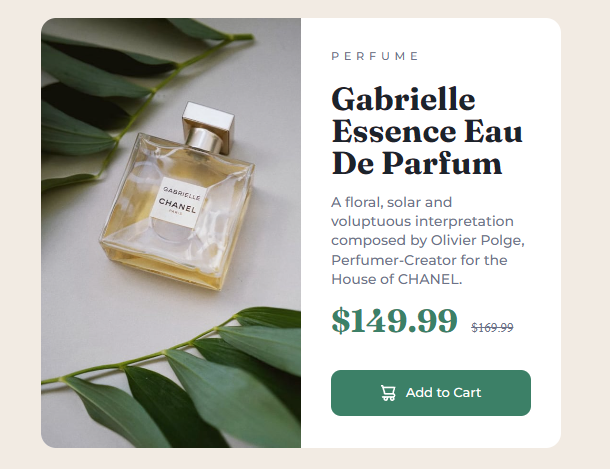 GABRIELLE
CHANEL
PARIS
PERFUME
Gabrielle
Essence Eau
De Parfum
A floral, solar and
voluptuous interpretation
composed by Olivier Polge,
Perfumer-Creator for the
House of CHANEL.
$149.99 $169.99
Add to Cart